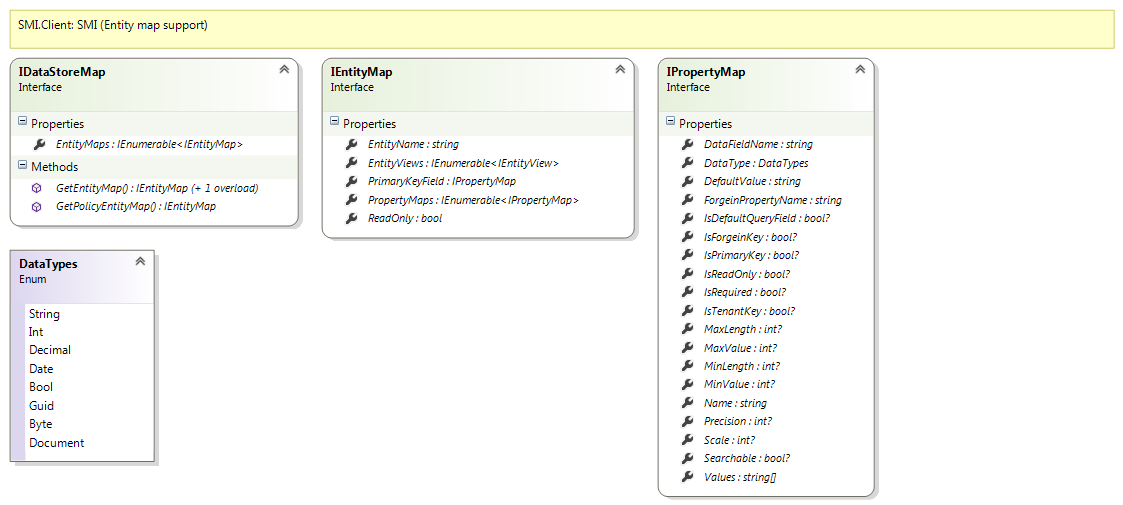 SMI.Client: SMI (Entity map support)
IDataStoreMap
Interface
Properties
EntityMaps : IEnumerable<IEntityMap>
Methods
GetEntityMap() : IEntityMap (+ 1 overload)
GetPolicyEntityMap() : IEntityMap
IEntityMap
Interface
Properties
EntityName : string
EntityViews : IEnumerable<IEntityView>
PrimaryKeyField : IPropertyMap
PropertyMaps : IEnumerable<IPropertyMap>
ReadOnly : bool
IPropertyMap
Interface
Properties
DataFieldName : string
DataType : DataTypes
DefaultValue : string
ForgeinPropertyName : string
IsDefaultQueryField : bool?
IsForgeinKey : bool?
IsPrimaryKey : bool?
IsReadOnly : bool?
IsRequired : bool?
IsTenantKey : bool?
MaxLength : int?
MaxValue : int?
MinLength : int?
MinValue : int?
Name : string
Precision : int?
Scale : int?
Searchable : bool?
Values : string[]
DataTypes
Enum
String
Int
Decimal
Date
Bool
Guid
Byte
Document